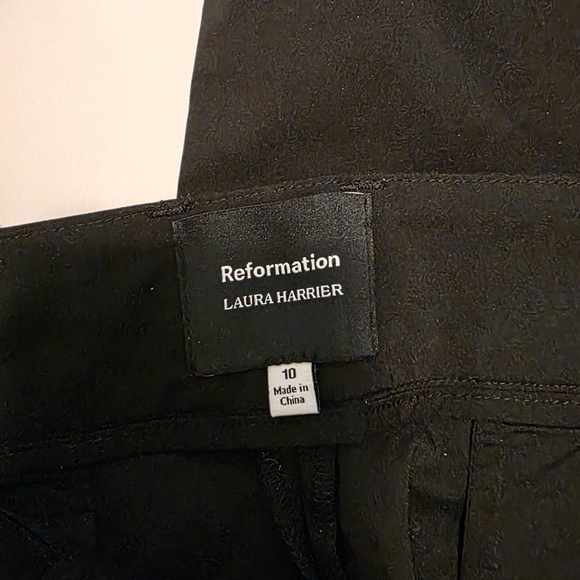 Reformation
LAURA HARRIER
10
Made in
China